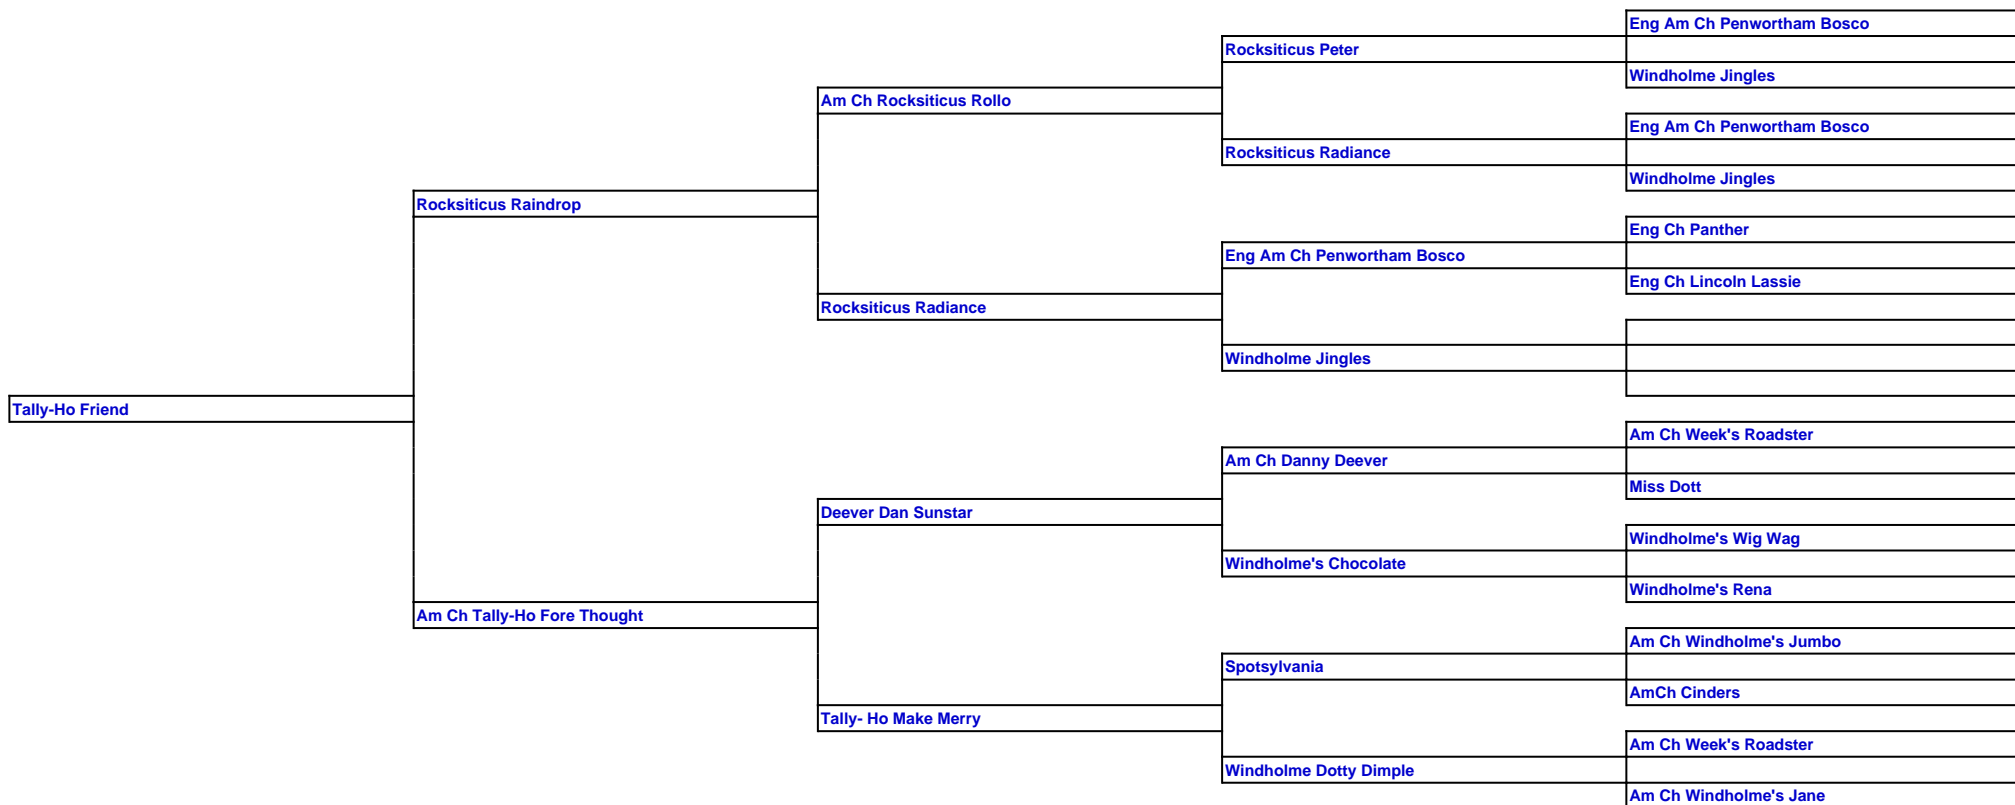 Eng Am Ch Penwortham Bosco
Rocksiticus Peter
Windholme Jingles
Am Ch Rocksiticus Rollo
Eng Am Ch Penwortham Bosco
Rocksiticus Radiance
Windholme Jingles
Rocksiticus Raindrop
Eng Ch Panther
Eng Am Ch Penwortham Bosco
Eng Ch Lincoln Lassie
Rocksiticus Radiance
Windholme Jingles
Tally-Ho Friend
Am Ch Week's Roadster
Am Ch Danny Deever
Miss Dott
Deever Dan Sunstar
Windholme's Wig Wag
Windholme's Chocolate
Windholme's Rena
Am Ch Tally-Ho Fore Thought
Am Ch Windholme's Jumbo
Spotsylvania
AmCh Cinders
Tally- Ho Make Merry
Am Ch Week's Roadster
Windholme Dotty Dimple
Am Ch Windholme's Jane